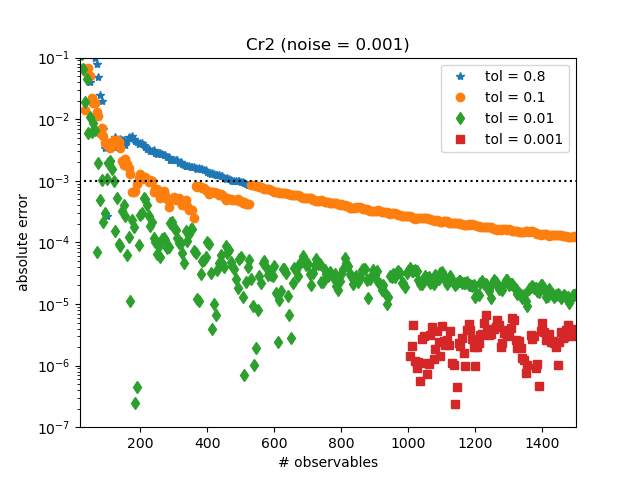 Cr2 (noise = 0.001)
tol = 0.8
tol = 0.1
tol = 0.01
tol = 0.001
absolute error
10⁻¹
10⁻²
10⁻³
10⁻⁴
10⁻⁵
10⁻⁶
10⁻⁷
200 400 600 800 1000 1200 1400
# observables